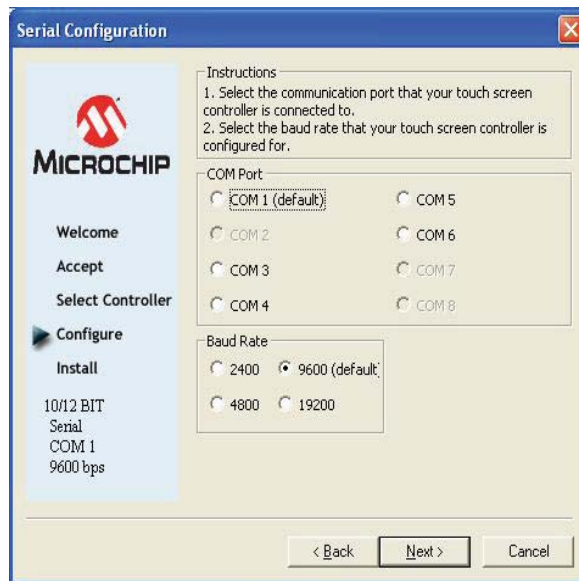 Serial Configuration
MICROCHIP
Welcome
Accept
Select Controller
Configure
Install
10/12 BIT
Serial
COM 1
9600 bps
Instructions
1. Select the communication port that your touch screen
controller is connected to.
2. Select the baud rate that your touch screen controller is
configured for.
COM Port
COM 1 (default)
COM 2
COM 3
COM 4
COM 5
COM 6
COM 7
COM 8
Baud Rate
2400
9600 (default)
4800
19200
< Back
Next >
Cancel